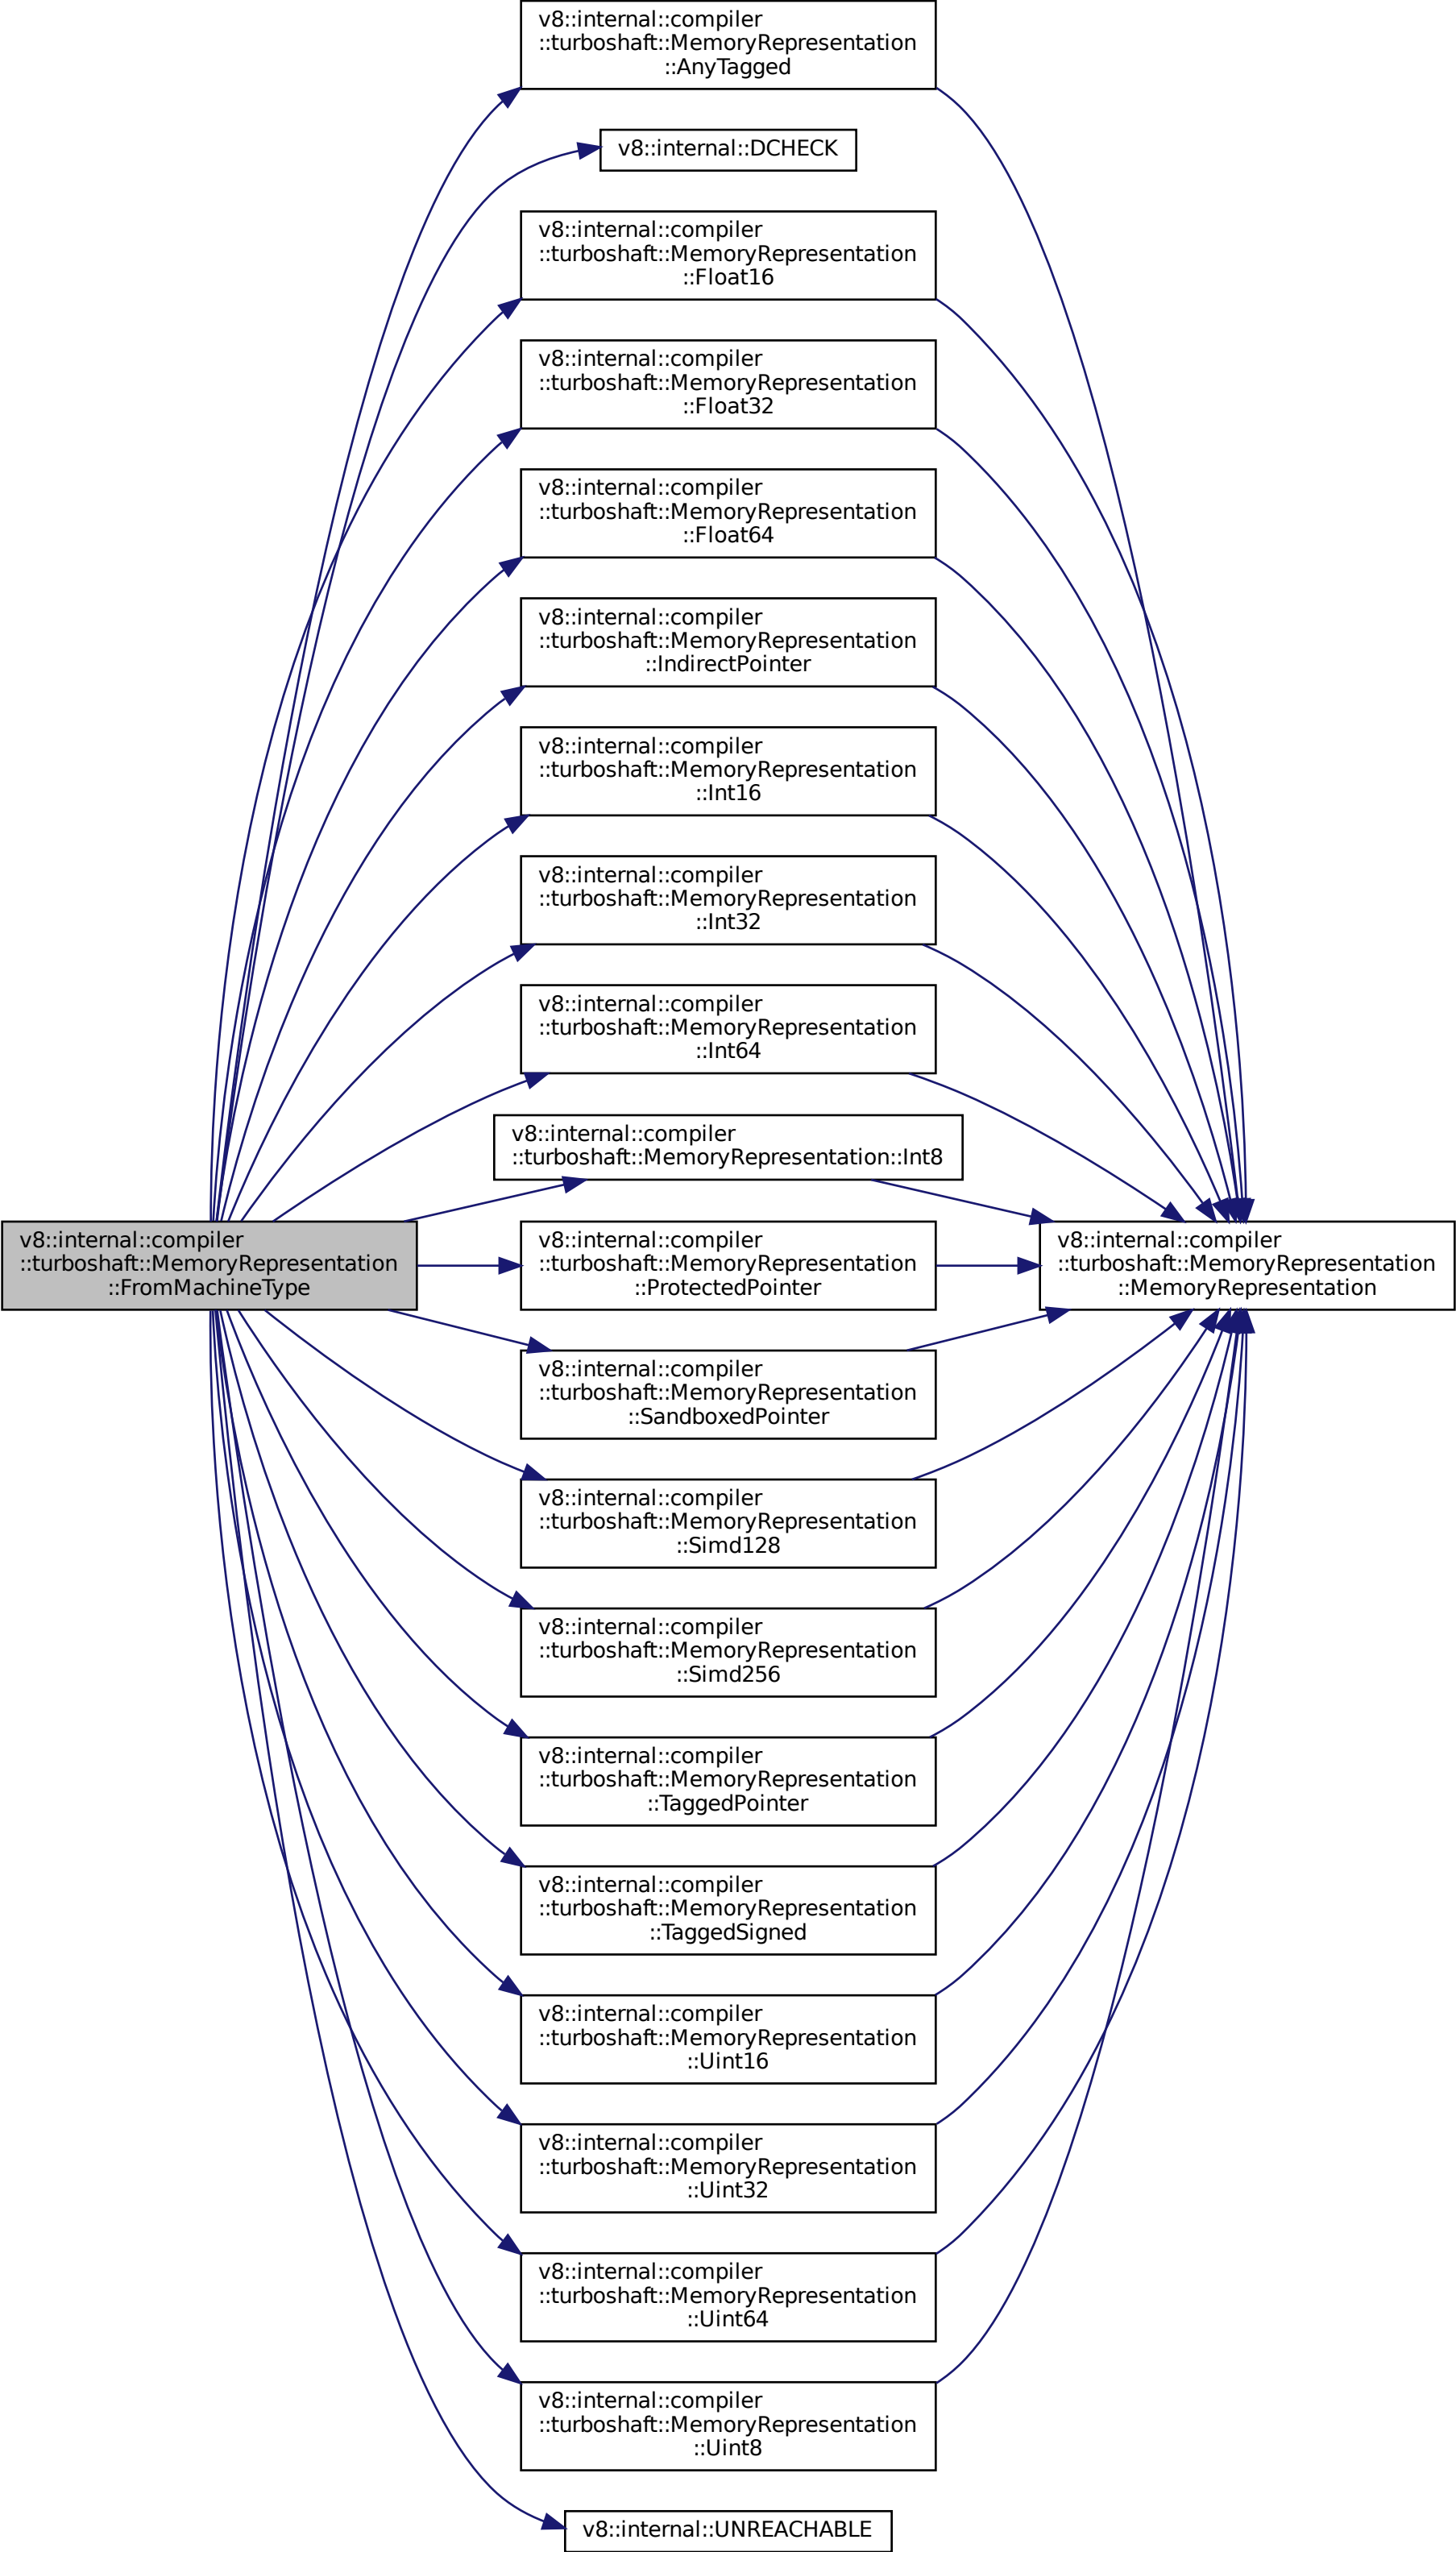 v8::internal::compiler
::turboshaft::MemoryRepresentation
::AnyTagged
v8::internal::DCHECK
v8::internal::compiler
::turboshaft::MemoryRepresentation
::Float16
v8::internal::compiler
::turboshaft::MemoryRepresentation
::Float32
v8::internal::compiler
::turboshaft::MemoryRepresentation
::Float64
v8::internal::compiler
::turboshaft::MemoryRepresentation
::IndirectPointer
v8::internal::compiler
::turboshaft::MemoryRepresentation
::Int16
v8::internal::compiler
::turboshaft::MemoryRepresentation
::Int32
v8::internal::compiler
::turboshaft::MemoryRepresentation
::Int64
v8::internal::compiler
::turboshaft::MemoryRepresentation::Int8
v8::internal::compiler
::turboshaft::MemoryRepresentation
::FromMachineType
v8::internal::compiler
::turboshaft::MemoryRepresentation
::ProtectedPointer
v8::internal::compiler
::turboshaft::MemoryRepresentation
::MemoryRepresentation
v8::internal::compiler
::turboshaft::MemoryRepresentation
::SandboxedPointer
v8::internal::compiler
::turboshaft::MemoryRepresentation
::Simd128
v8::internal::compiler
::turboshaft::MemoryRepresentation
::Simd256
v8::internal::compiler
::turboshaft::MemoryRepresentation
::TaggedPointer
v8::internal::compiler
::turboshaft::MemoryRepresentation
::TaggedSigned
v8::internal::compiler
::turboshaft::MemoryRepresentation
::Uint16
v8::internal::compiler
::turboshaft::MemoryRepresentation
::Uint32
v8::internal::compiler
::turboshaft::MemoryRepresentation
::Uint64
v8::internal::compiler
::turboshaft::MemoryRepresentation
::Uint8
v8::internal::UNREACHABLE